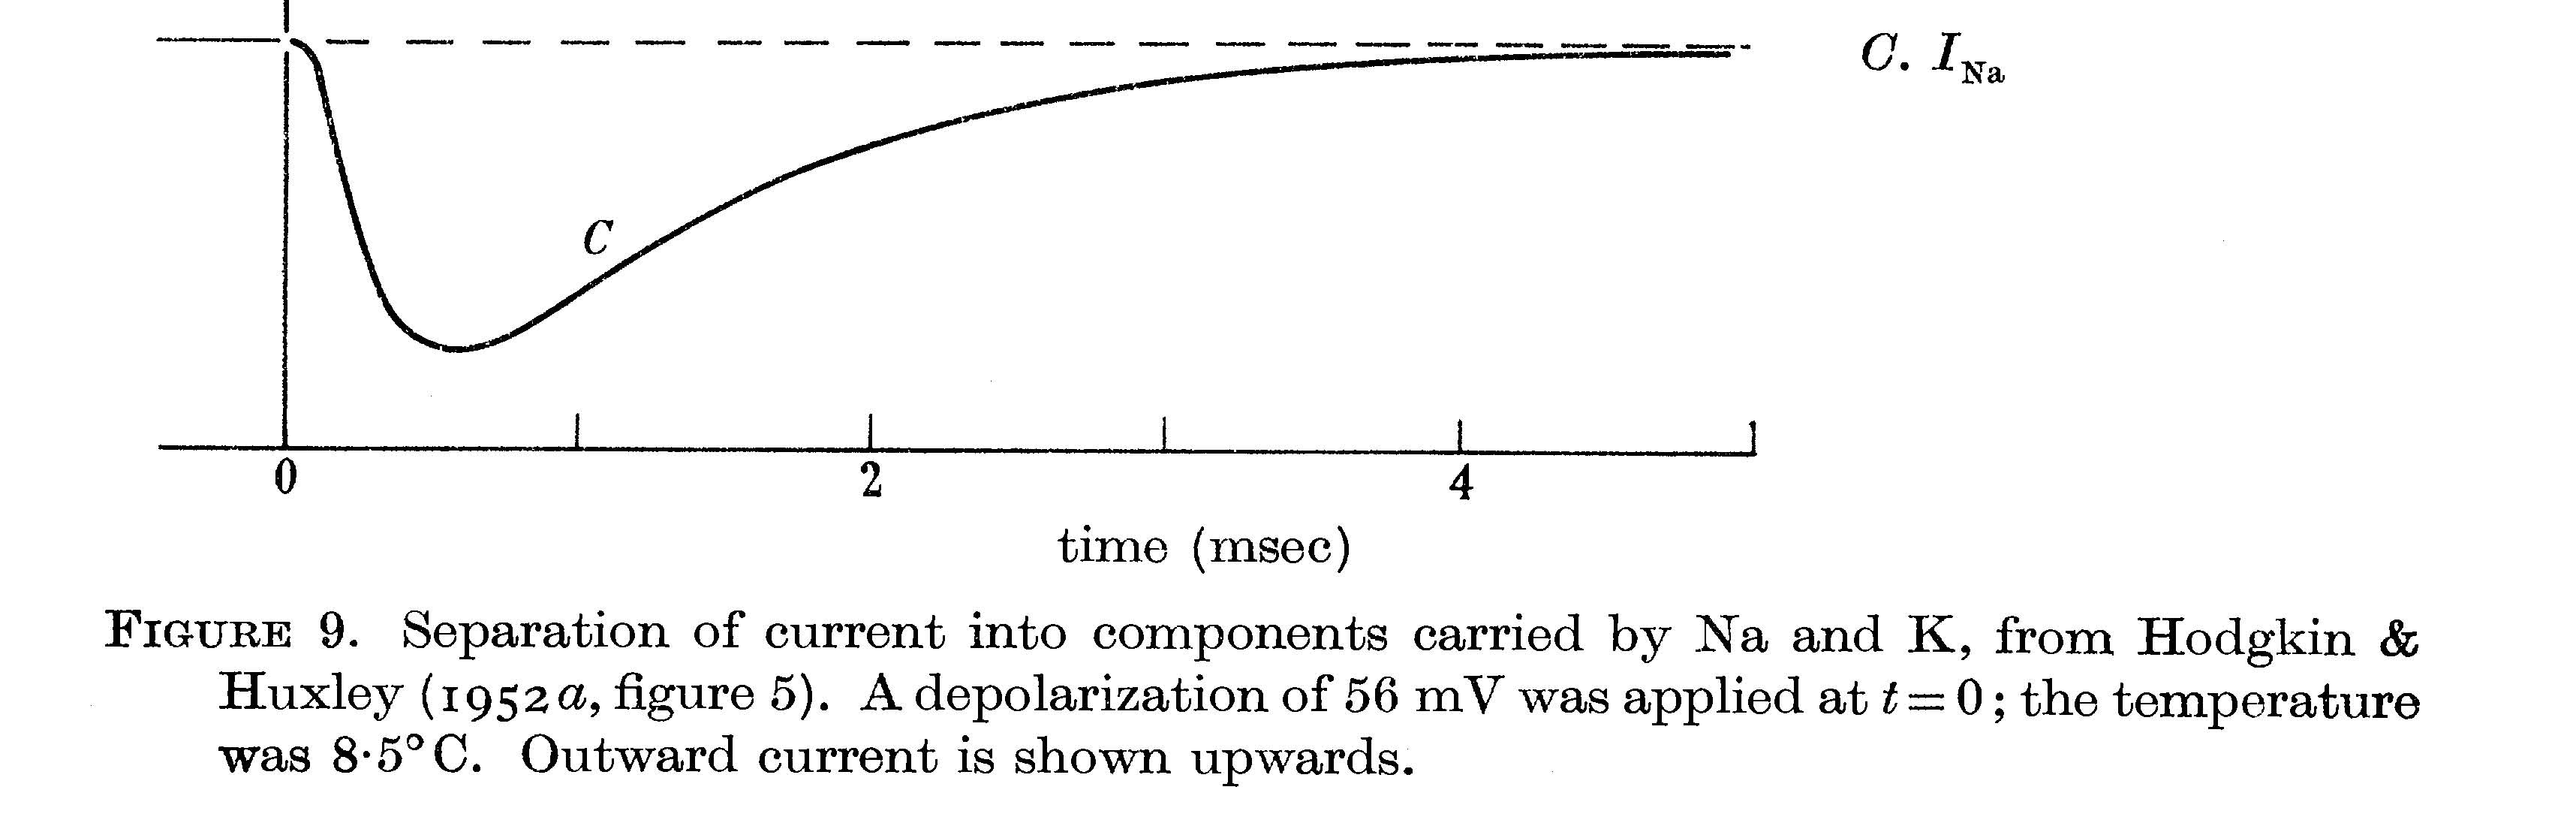 C. I_Na
C
0 2 4
time (msec)
FIGURE 9. Separation of current into components carried by Na and K, from Hodgkin &
Huxley (1952a, figure 5). A depolarization of 56 mV was applied at t=0; the temperature
was 8·5°C. Outward current is shown upwards.